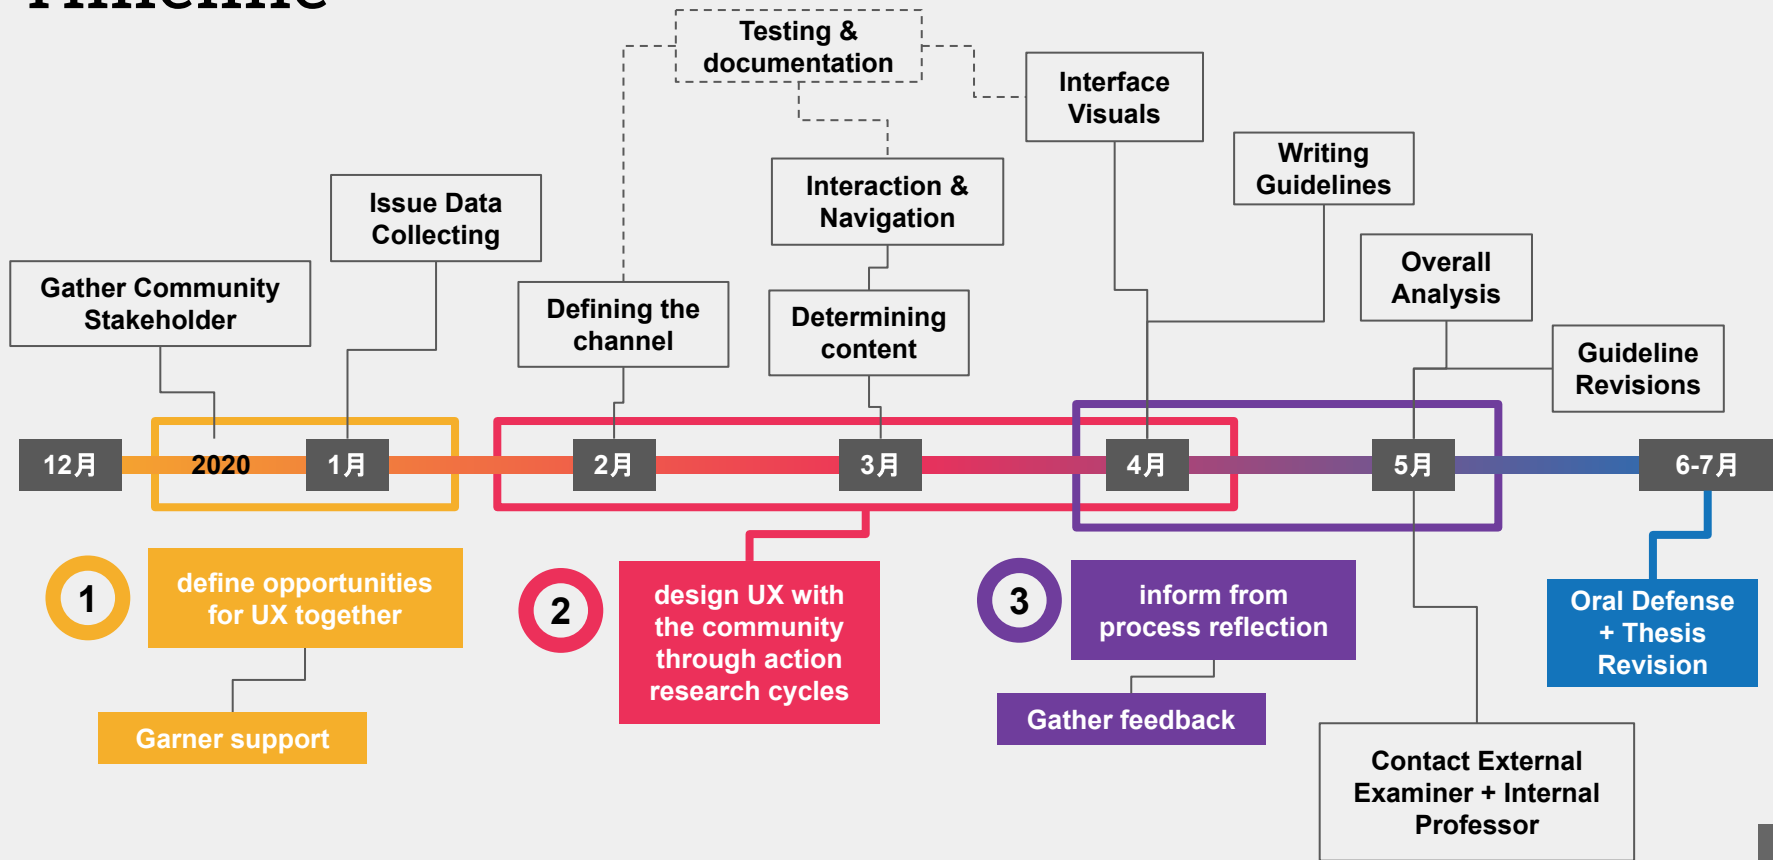 Timeline
Testing &
documentation
Interface
Visuals
Writing
Guidelines
Issue Data
Collecting
Interaction &
Navigation
Overall
Analysis
Gather Community
Stakeholder
Defining the
channel
Determining
content
Guideline
Revisions
12月
2020
1月
2月
3月
4月
5月
6-7月
1
define opportunities
for UX together
Garner support
2
design UX with
the community
through action
research cycles
3
inform from
process reflection
Gather feedback
Oral Defense
+ Thesis
Revision
Contact External
Examiner + Internal
Professor